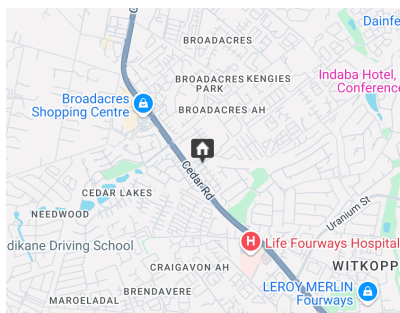 Dainfe
BROADACRES
BROADACRES
PARK
KENGIES
Indaba Hotel,
Conference
Broadacres
Shopping Centre
BROADACRES AH
Cedar Rd
CEDAR LAKES
NEEDWOOD
Uranium St
dikane Driving School
H
Life Fourways Hospital
CRAIGAVON AH
WITKOPP
BRENDAVERE
LEROY MERLIN
Fourways
MAROELADAL